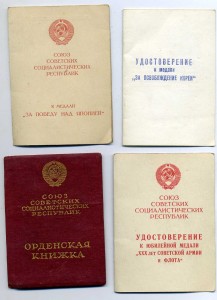 СОЮЗ
СОВЕТСКИХ
СОЦИАЛИСТИЧЕСКИХ
РЕСПУБЛИК
К МЕДАЛИ
„ЗА ПОБЕДУ НАД ЯПОНИЕЙ“
УДОСТОВЕРЕНИЕ
К МЕДАЛИ
„ЗА ОСВОБОЖДЕНИЕ КОРЕИ“
СОЮЗ
СОВЕТСКИХ
СОЦИАЛИСТИЧЕСКИХ
РЕСПУБЛИК
ОРДЕНСКАЯ
КНИЖКА
СОЮЗ
СОВЕТСКИХ
СОЦИАЛИСТИЧЕСКИХ
РЕСПУБЛИК
УДОСТОВЕРЕНИЕ
К ЮБИЛЕЙНОЙ МЕДАЛИ
„XXX лет СОВЕТСКОЙ АРМИИ
И ФЛОТА“